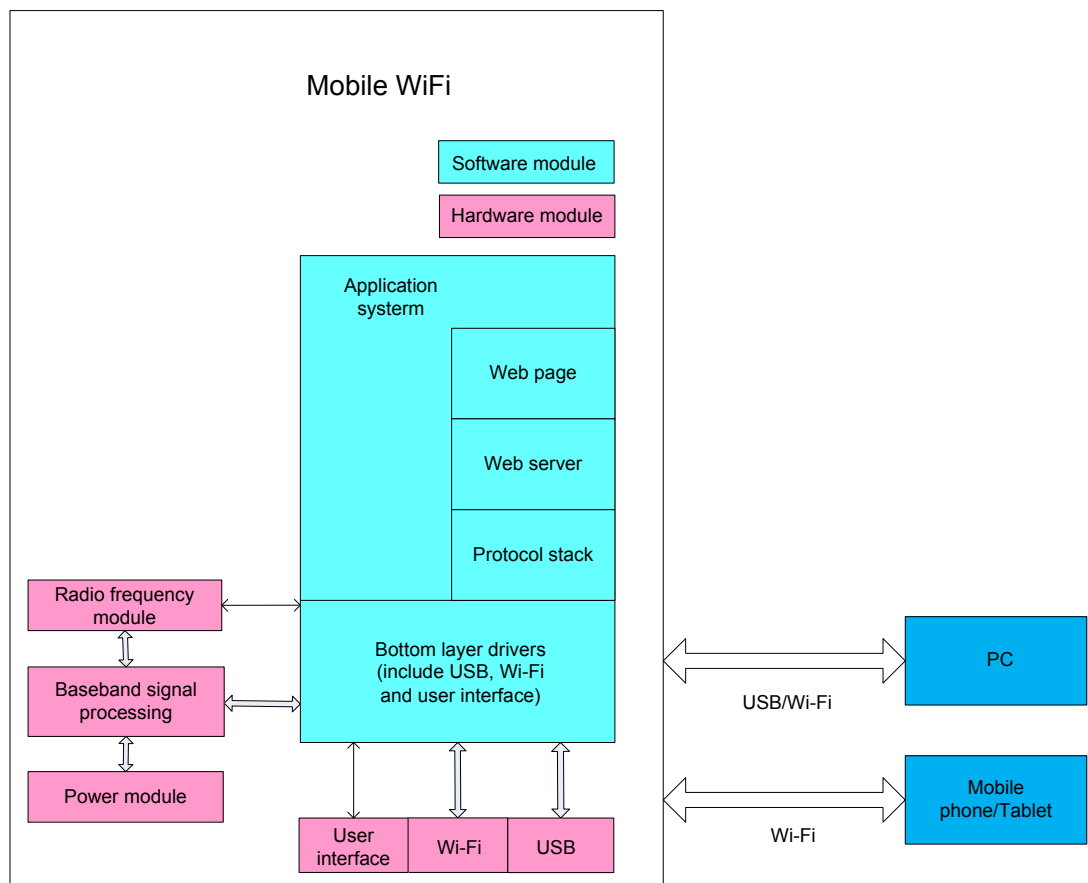 Mobile WiFi
Software module
Hardware module
Application
systerm
Web page
Web server
Protocol stack
Radio frequency
module
Bottom layer drivers
(include USB, Wi-Fi
and user interface)
Baseband signal
processing
Power module
User
interface
Wi-Fi
USB
PC
USB/Wi-Fi
Mobile
phone/Tablet
Wi-Fi